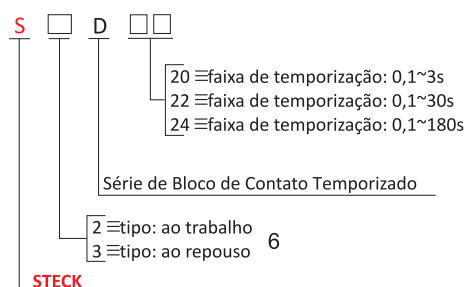 S □ D □□
20 ≡faixa de temporização: 0,1~3s
22 ≡faixa de temporização: 0,1~30s
24 ≡faixa de temporização: 0,1~180s
Série de Bloco de Contato Temporizado
2 ≡tipo: ao trabalho
3 ≡tipo: ao repouso 6
STECK